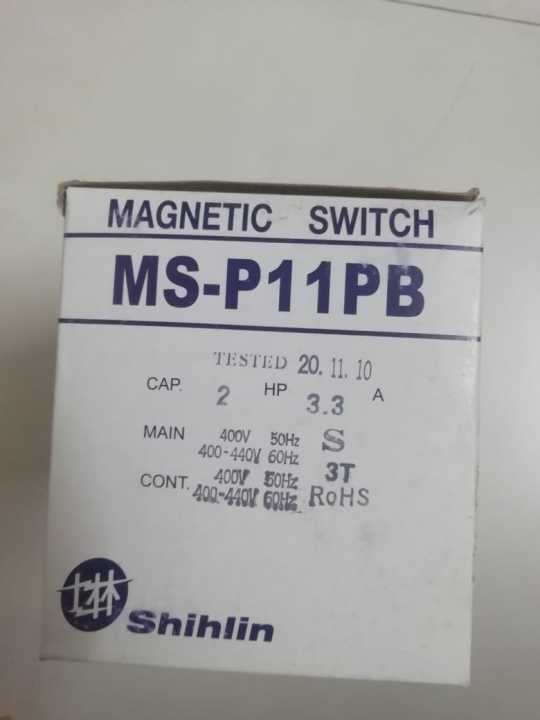 MAGNETIC SWITCH
MS-P11PB
TESTED 20. 11. 10
CAP. 2 HP 3.3 A
MAIN 400V 50Hz S
400-440V 60Hz
CONT. 400V 50Hz 3T
400-440V 60Hz RoHS
士林 Shihlin